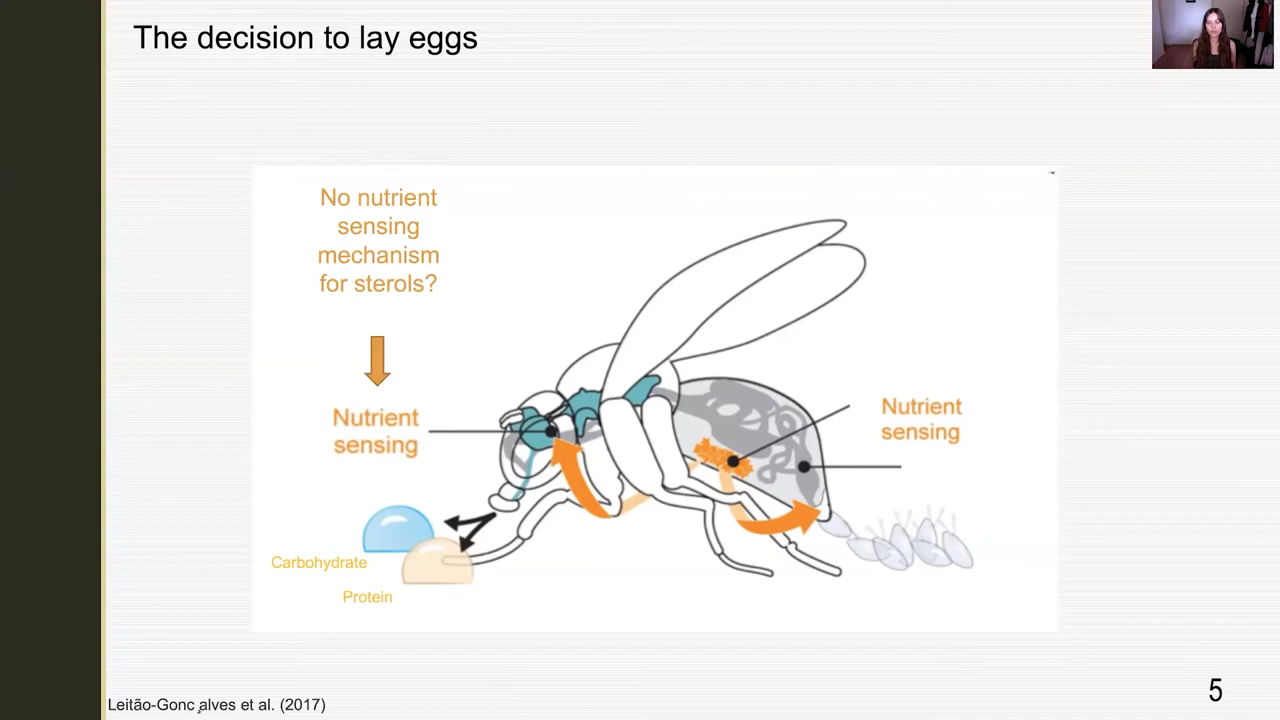 The decision to lay eggs
No nutrient
sensing
mechanism
for sterols?
Nutrient
sensing
Nutrient
sensing
Carbohydrate
Protein
Leitão-Gonc ̧alves et al. (2017)
5